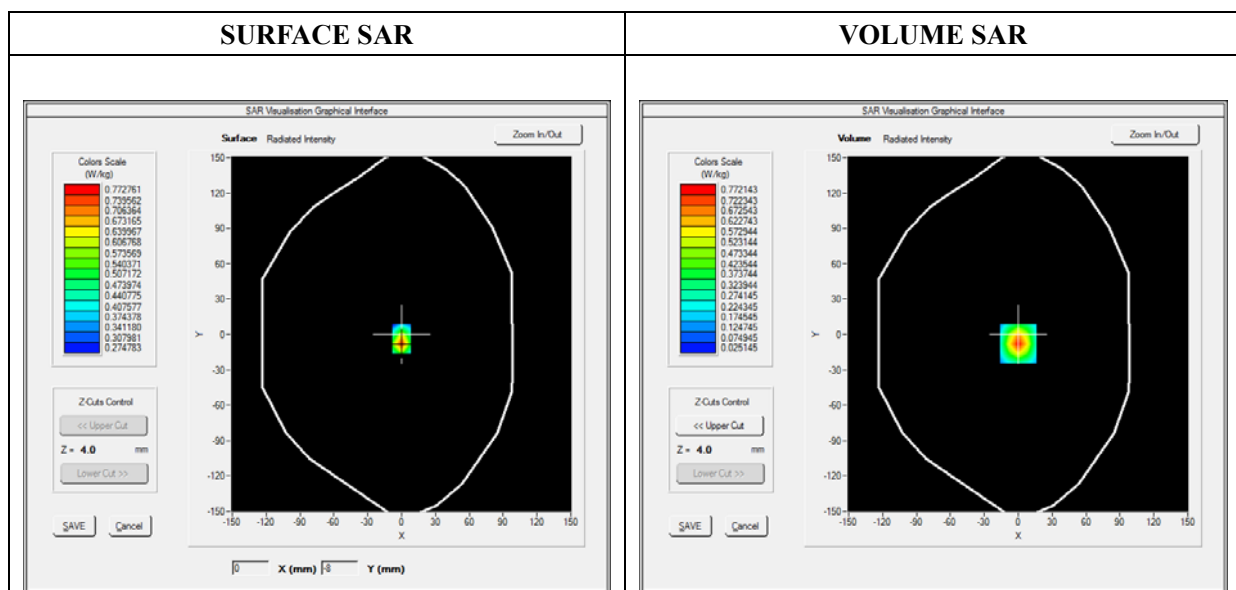 SURFACE SAR
VOLUME SAR
SAR Visualisation Graphical Interface
Surface Radiated Intensity
Zoom In/Out
Colors Scale
(W/kg)
0.772761
0.739562
0.706364
0.673165
0.639967
0.606768
0.573569
0.540371
0.507172
0.473974
0.440775
0.407577
0.374378
0.341180
0.307981
0.274783
150
120
90
60
30
0
-30
-60
-90
-120
-150
Y
-150 -120 -90 -60 -30 0 30 60 90 120 150
X
Z-Cuts Control
<< Upper Cut
Z = 4.0 mm
Lower Cut >>
SAVE Cancel
0 X (mm) -8 Y (mm)
SAR Visualisation Graphical Interface
Volume Radiated Intensity
Zoom In/Out
Colors Scale
(W/kg)
0.772143
0.722343
0.672543
0.622743
0.572944
0.523144
0.473344
0.423544
0.373744
0.323944
0.274145
0.224345
0.174545
0.124745
0.074945
0.025145
150
120
90
60
30
0
-30
-60
-90
-120
-150
Y
-150 -120 -90 -60 -30 0 30 60 90 120 150
X
Z-Cuts Control
<< Upper Cut
Z = 4.0 mm
Lower Cut >>
SAVE Cancel